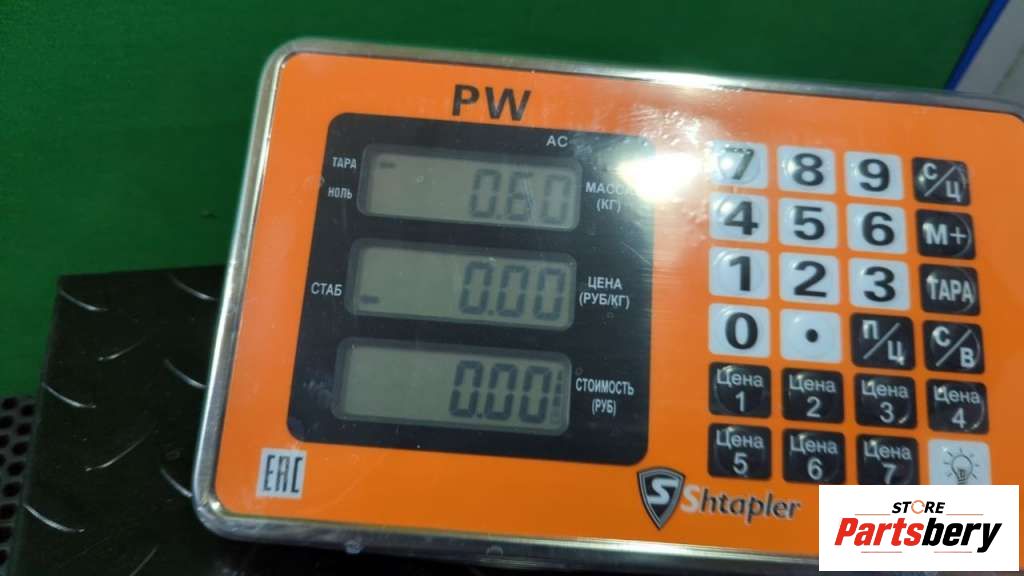 PW
AC
ТАРА
НОЛЬ
0.60
МАССА
(КГ)
СТАБ
0.00
ЦЕНА
(РУБ/КГ)
0.00
СТОИМОСТЬ
(РУБ)
7 8 9 С/Ц
4 5 6 М+
1 2 3 ТАРА
0 . П/Ц С/В
Цена 1 Цена 2 Цена 3 Цена 4
Цена 5 Цена 6 Цена 7
EAC
S Shtapler
STORE
Partsbery